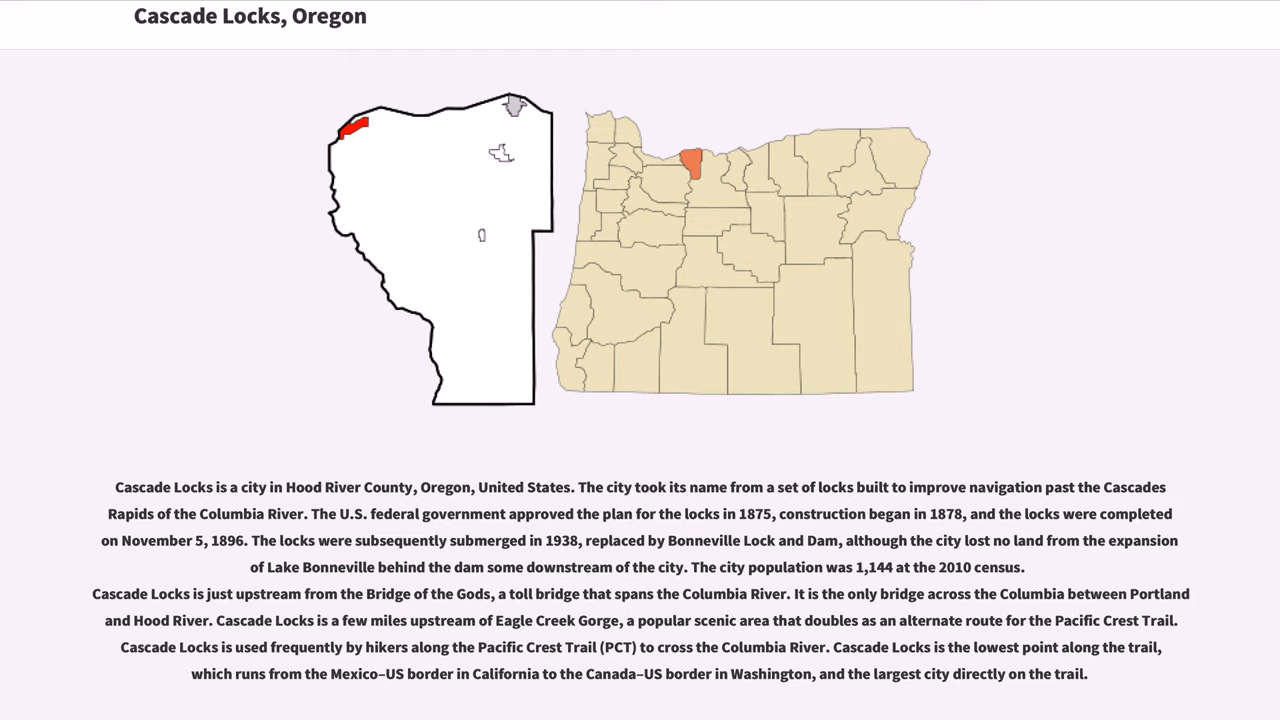 Cascade Locks, Oregon
Cascade Locks is a city in Hood River County, Oregon, United States. The city took its name from a set of locks built to improve navigation past the Cascades
Rapids of the Columbia River. The U.S. federal government approved the plan for the locks in 1875, construction began in 1878, and the locks were completed
on November 5, 1896. The locks were subsequently submerged in 1938, replaced by Bonneville Lock and Dam, although the city lost no land from the expansion
of Lake Bonneville behind the dam some downstream of the city. The city population was 1,144 at the 2010 census.
Cascade Locks is just upstream from the Bridge of the Gods, a toll bridge that spans the Columbia River. It is the only bridge across the Columbia between Portland
and Hood River. Cascade Locks is a few miles upstream of Eagle Creek Gorge, a popular scenic area that doubles as an alternate route for the Pacific Crest Trail.
Cascade Locks is used frequently by hikers along the Pacific Crest Trail (PCT) to cross the Columbia River. Cascade Locks is the lowest point along the trail,
which runs from the Mexico–US border in California to the Canada–US border in Washington, and the largest city directly on the trail.